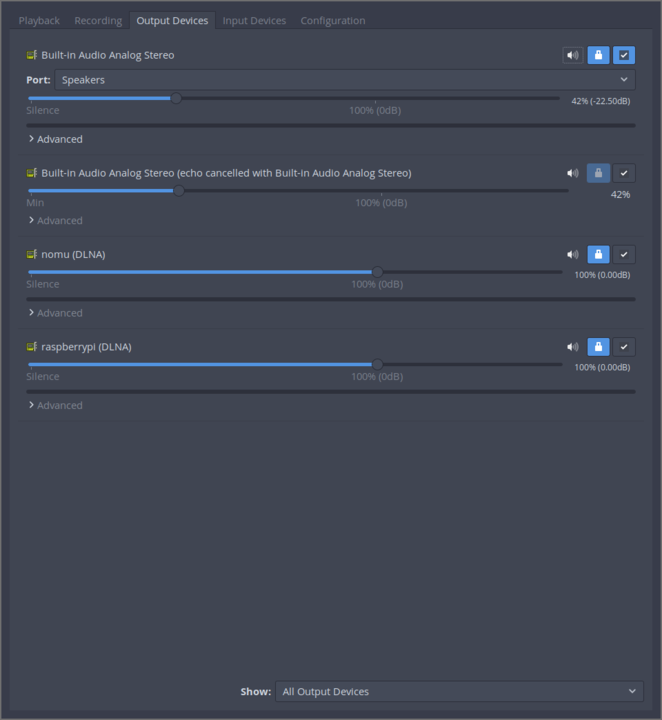 Playback Recording Output Devices Input Devices Configuration
Built-in Audio Analog Stereo
Port: Speakers
42% (-22.50dB)
Silence 100% (0dB)
Advanced
Built-in Audio Analog Stereo (echo cancelled with Built-in Audio Analog Stereo)
42%
Min 100% (0dB)
Advanced
nomu (DLNA)
100% (0.00dB)
Silence 100% (0dB)
Advanced
raspberrypi (DLNA)
100% (0.00dB)
Silence 100% (0dB)
Advanced
Show: All Output Devices